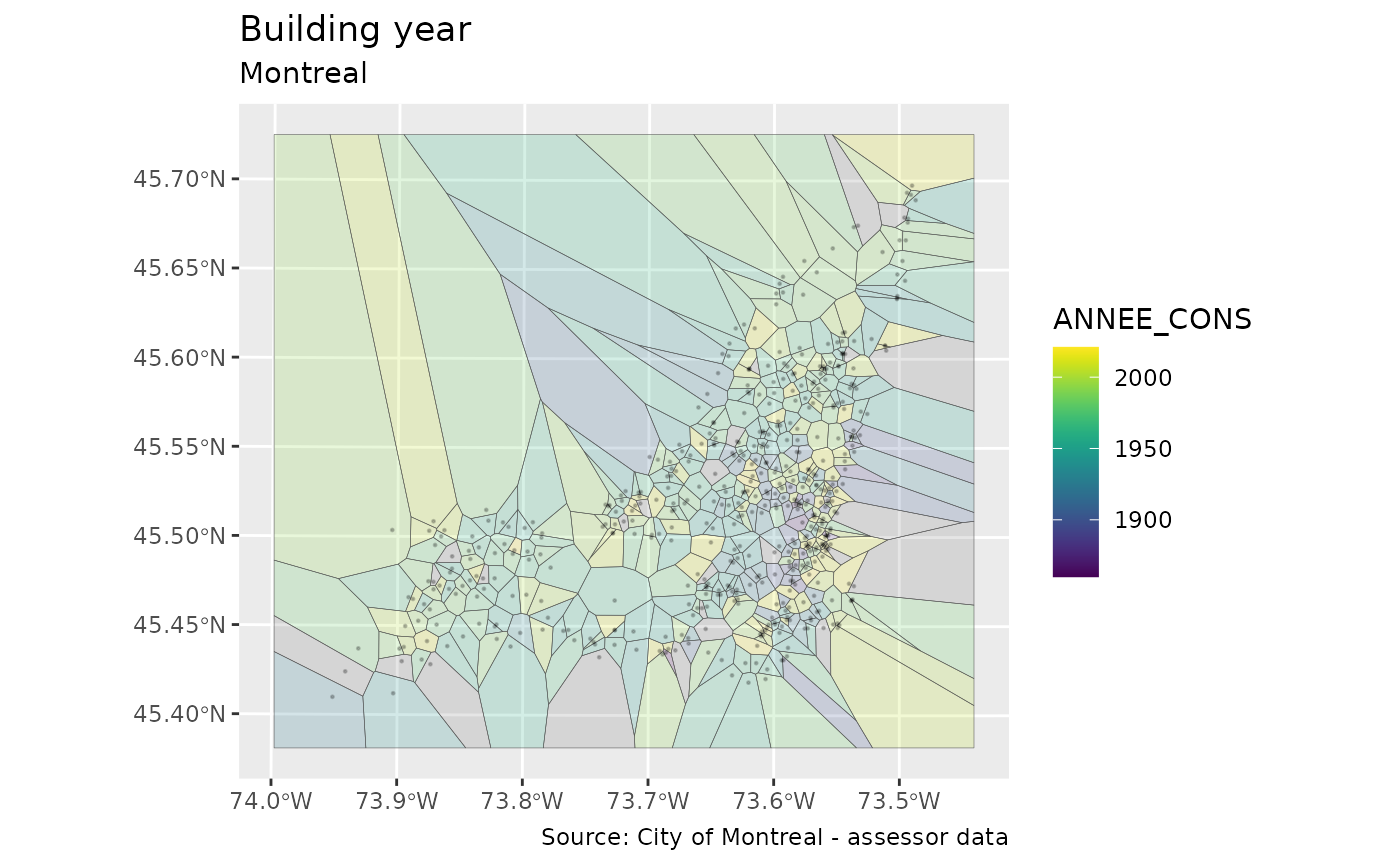 Building year
Montreal
45.70°N
45.65°N
45.60°N
45.55°N
45.50°N
45.45°N
45.40°N
74.0°W 73.9°W 73.8°W 73.7°W 73.6°W 73.5°W
Source: City of Montreal - assessor data
ANNEE_CONS
2000
1950
1900